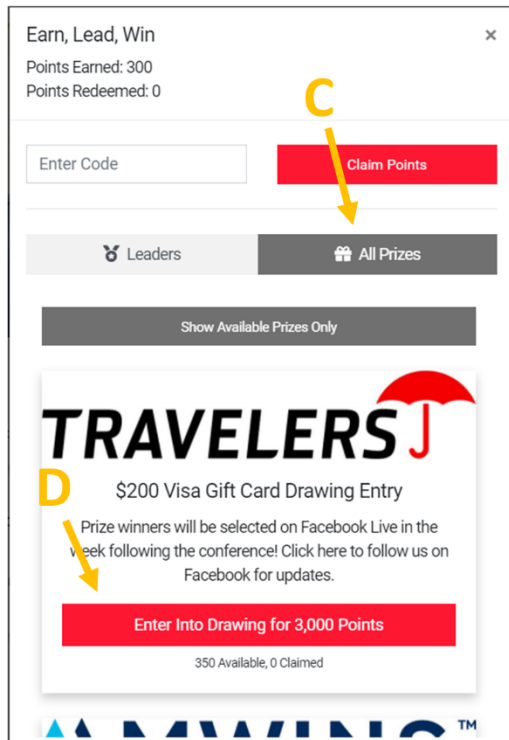 Earn, Lead, Win
×
Points Earned: 300
Points Redeemed: 0
C
Enter Code
Claim Points
Leaders
All Prizes
Show Available Prizes Only
TRAVELERS
D
$200 Visa Gift Card Drawing Entry
Prize winners will be selected on Facebook Live in the
week following the conference! Click here to follow us on
Facebook for updates.
Enter Into Drawing for 3,000 Points
350 Available, 0 Claimed
AMWINS™